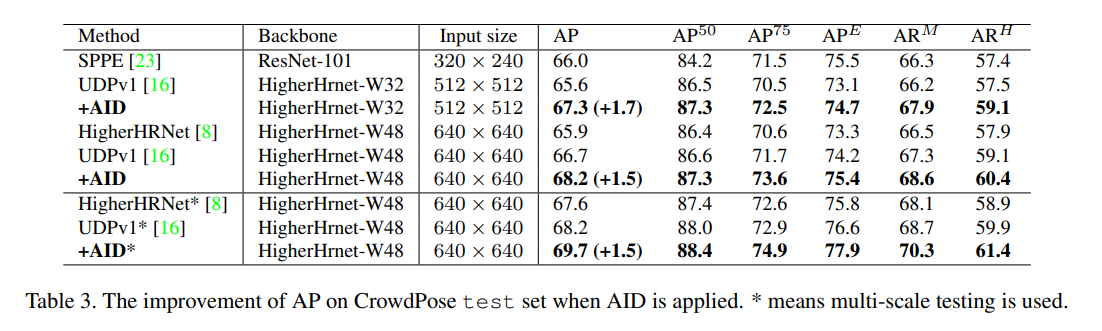 Method Backbone Input size AP AP^50 AP^75 AP^E AR^M AR^H
SPPE [23] ResNet-101 320 × 240 66.0 84.2 71.5 75.5 66.3 57.4
UDPv1 [16] HigherHrnet-W32 512 × 512 65.6 86.5 70.5 73.1 66.2 57.5
+AID HigherHrnet-W32 512 × 512 67.3 (+1.7) 87.3 72.5 74.7 67.9 59.1
HigherHRNet [8] HigherHrnet-W48 640 × 640 65.9 86.4 70.6 73.3 66.5 57.9
UDPv1 [16] HigherHrnet-W48 640 × 640 66.7 86.6 71.7 74.2 67.3 59.1
+AID HigherHrnet-W48 640 × 640 68.2 (+1.5) 87.3 73.6 75.4 68.6 60.4
HigherHRNet* [8] HigherHrnet-W48 640 × 640 67.6 87.4 72.6 75.8 68.1 58.9
UDPv1* [16] HigherHrnet-W48 640 × 640 68.2 88.0 72.9 76.6 68.7 59.9
+AID* HigherHrnet-W48 640 × 640 69.7 (+1.5) 88.4 74.9 77.9 70.3 61.4
Table 3. The improvement of AP on CrowdPose test set when AID is applied. * means multi-scale testing is used.